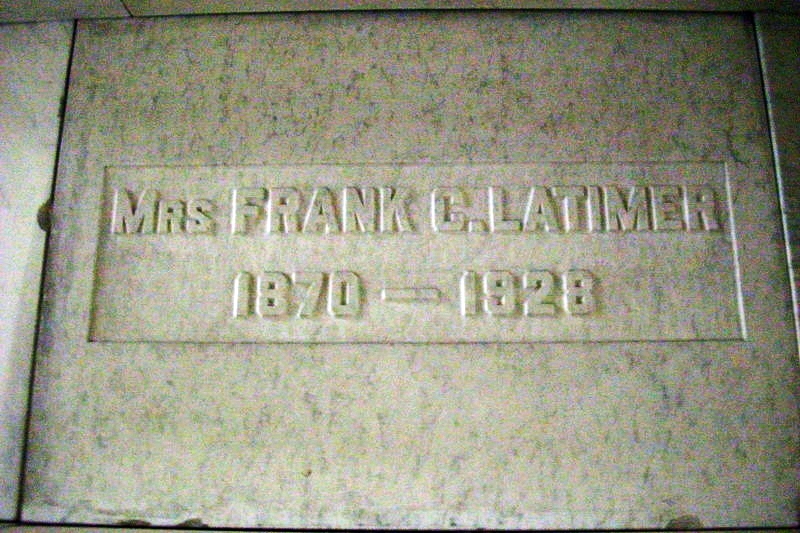 Mrs FRANK C. LATIMER
1870 — 1928